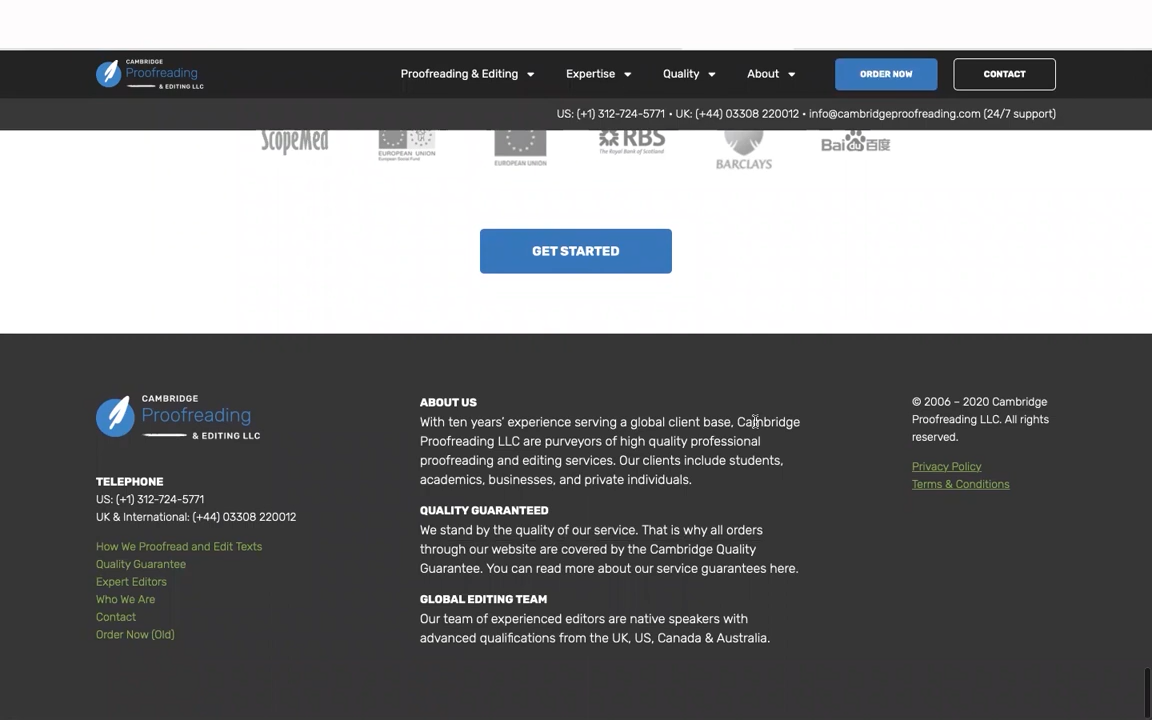 CAMBRIDGE
Proofreading
& EDITING LLC
Proofreading & Editing
Expertise
Quality
About
ORDER NOW
CONTACT
US: (+1) 312-724-5771 • UK: (+44) 03308 220012 • info@cambridgeproofreading.com (24/7 support)
ScopeMed
EUROPEAN UNION
European Social Fund
EUROPEAN UNION
RBS
The Royal Bank of Scotland
BARCLAYS
Baidu百度
GET STARTED
CAMBRIDGE
Proofreading
& EDITING LLC
TELEPHONE
US: (+1) 312-724-5771
UK & International: (+44) 03308 220012
How We Proofread and Edit Texts
Quality Guarantee
Expert Editors
Who We Are
Contact
Order Now (Old)
ABOUT US
With ten years’ experience serving a global client base, Cambridge
Proofreading LLC are purveyors of high quality professional
proofreading and editing services. Our clients include students,
academics, businesses, and private individuals.
QUALITY GUARANTEED
We stand by the quality of our service. That is why all orders
through our website are covered by the Cambridge Quality
Guarantee. You can read more about our service guarantees here.
GLOBAL EDITING TEAM
Our team of experienced editors are native speakers with
advanced qualifications from the UK, US, Canada & Australia.
© 2006 – 2020 Cambridge
Proofreading LLC. All rights
reserved.
Privacy Policy
Terms & Conditions